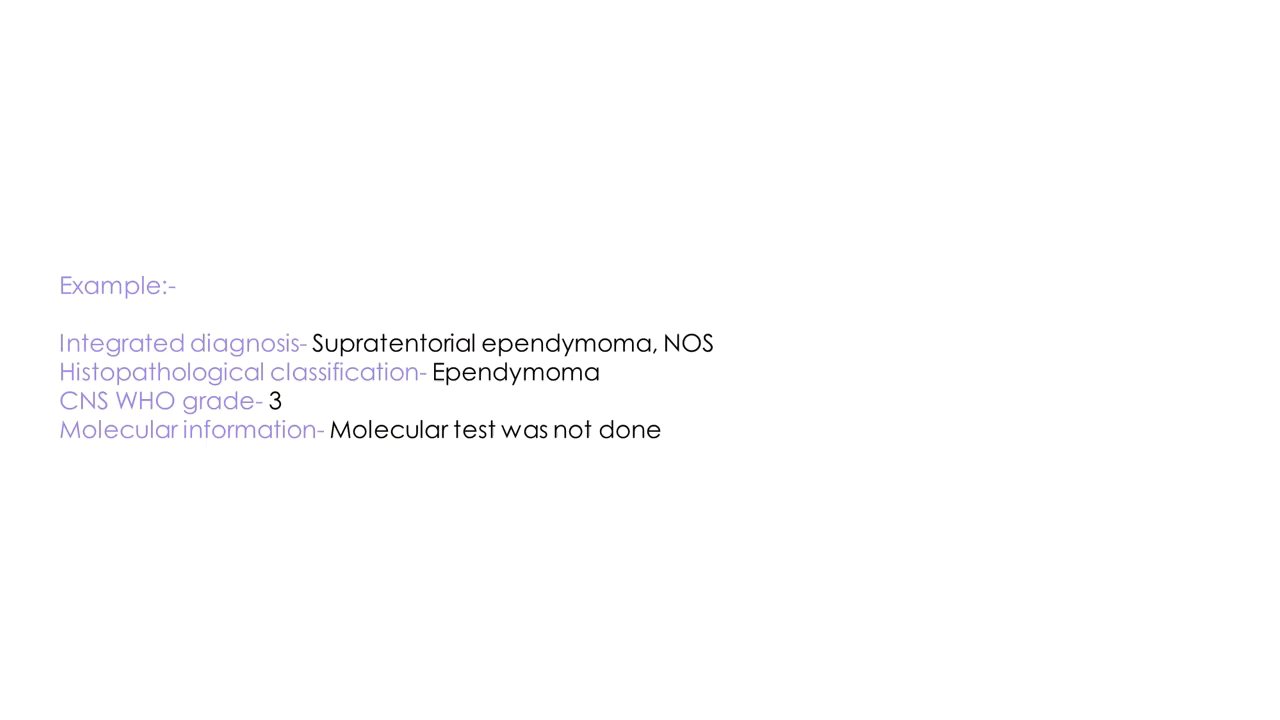 Example:-
Integrated diagnosis- Supratentorial ependymoma, NOS
Histopathological classification- Ependymoma
CNS WHO grade- 3
Molecular information- Molecular test was not done